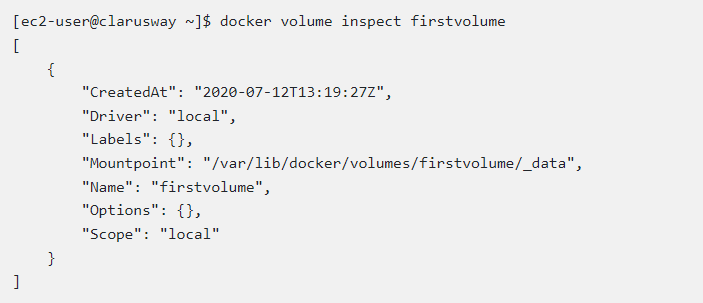 [ec2-user@clarusway ~]$ docker volume inspect firstvolume
[
    {
        "CreatedAt": "2020-07-12T13:19:27Z",
        "Driver": "local",
        "Labels": {},
        "Mountpoint": "/var/lib/docker/volumes/firstvolume/_data",
        "Name": "firstvolume",
        "Options": {},
        "Scope": "local"
    }
]